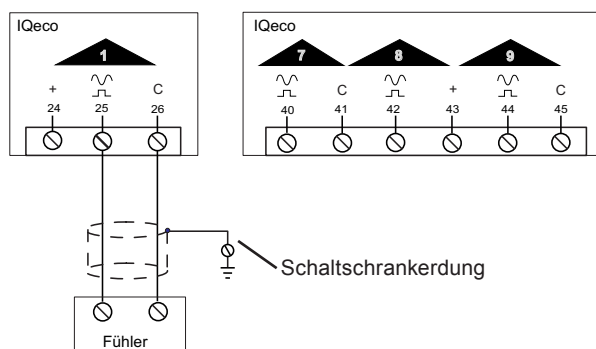 IQeco
1
+ C
24 25 26
IQeco
7 8 9
C + C
40 41 42 43 44 45
Schaltschrankerdung
Fühler